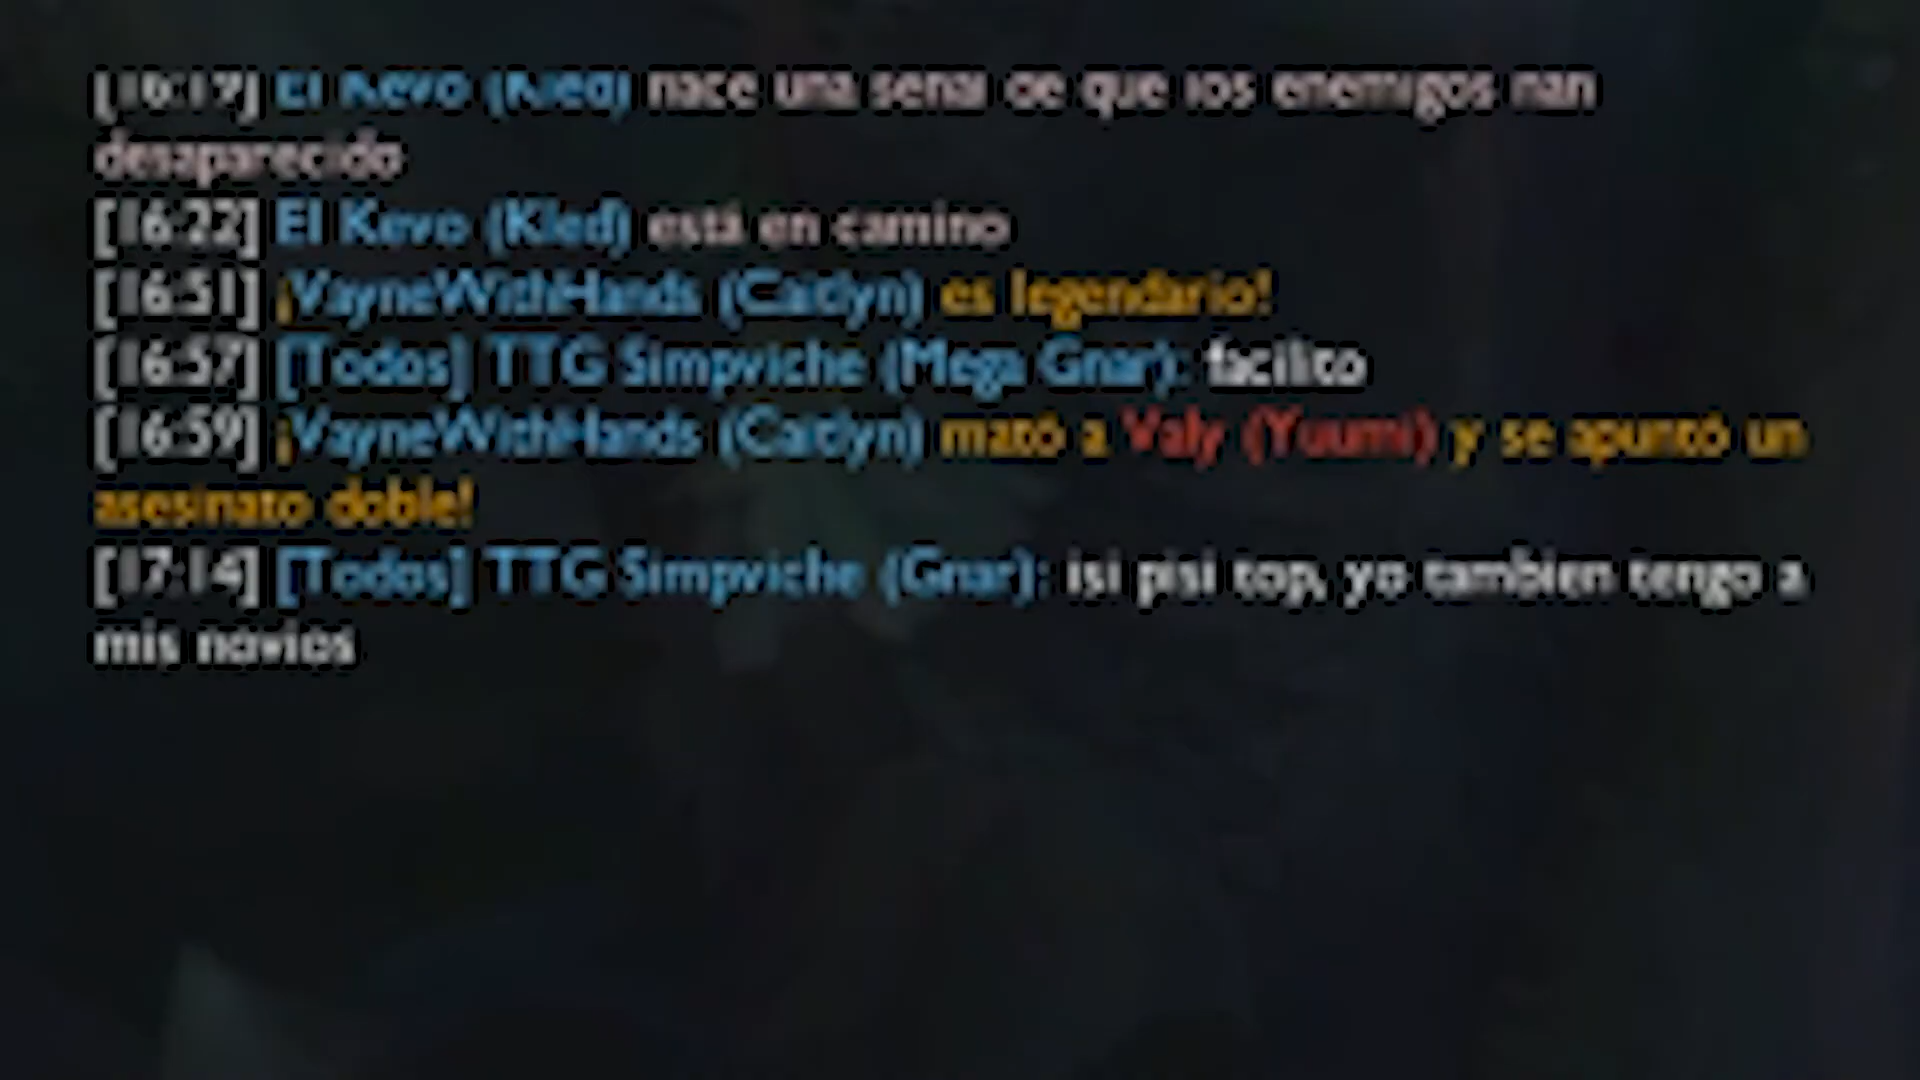 [16:19] El Kevo (Kled) hace una señal de que los enemigos han
desaparecido
[16:22] El Kevo (Kled) está en camino
[16:51] ¡VayneWithHands (Caitlyn) es legendario!
[16:57] [Todos] TTG Simpviche (Mega Gnar): facilito
[16:59] ¡VayneWithHands (Caitlyn) mató a Valy (Yuumi) y se apuntó un
asesinato doble!
[17:14] [Todos] TTG Simpviche (Gnar): isi pisi top, yo tambien tengo a
mis novios